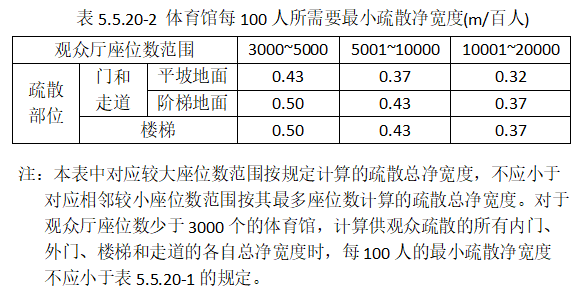 表 5.5.20-2 体育馆每 100 人所需要最小疏散净宽度(m/百人)
观众厅座位数范围 3000~5000 5001~10000 10001~20000
疏散部位 门和走道 平坡地面 0.43 0.37 0.32
阶梯地面 0.50 0.43 0.37
楼梯 0.50 0.43 0.37
注：本表中对应较大座位数范围按规定计算的疏散总净宽度，不应小于
对应相邻较小座位数范围按其最多座位数计算的疏散总净宽度。对于
观众厅座位数少于 3000 个的体育馆，计算供观众疏散的所有内门、
外门、楼梯和走道的各自总净宽度时，每 100 人的最小疏散净宽度
不应小于表 5.5.20-1 的规定。